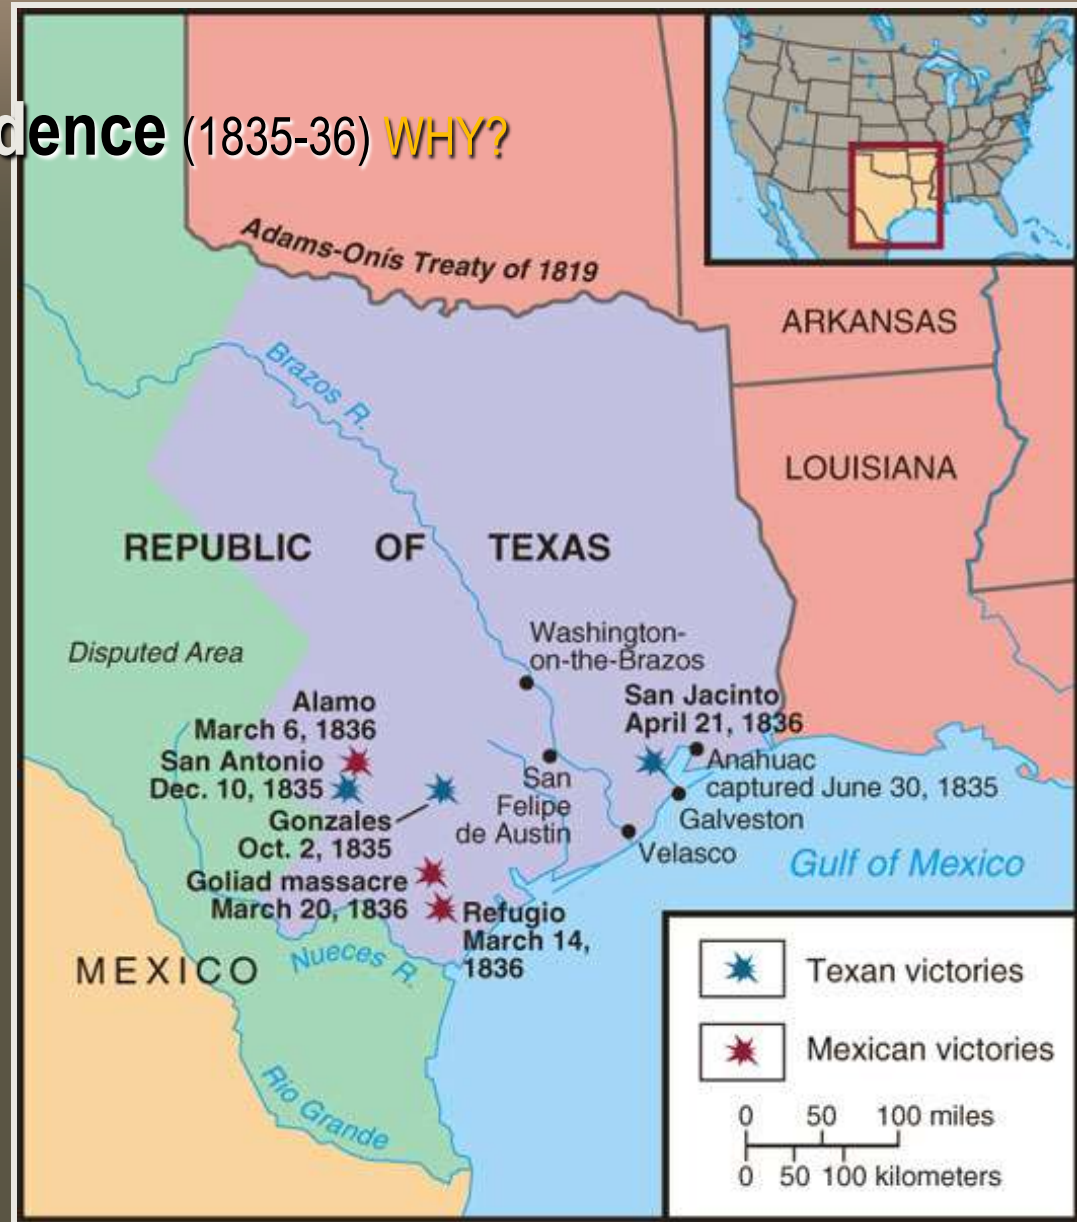 dence (1835-36) WHY?
Adams-Onís Treaty of 1819
ARKANSAS
Brazos R.
LOUISIANA
REPUBLIC OF TEXAS
Disputed Area
Washington-
on-the-Brazos
Alamo
March 6, 1836
San Jacinto
April 21, 1836
San Antonio
Dec. 10, 1835
Anahuac
captured June 30, 1835
San
Felipe
de Austin
Galveston
Gonzales
Oct. 2, 1835
Velasco
Gulf of Mexico
Goliad massacre
March 20, 1836
Refugio
March 14,
1836
MEXICO
Nueces R.
Rio Grande
Texan victories
Mexican victories
0 50 100 miles
0 50 100 kilometers